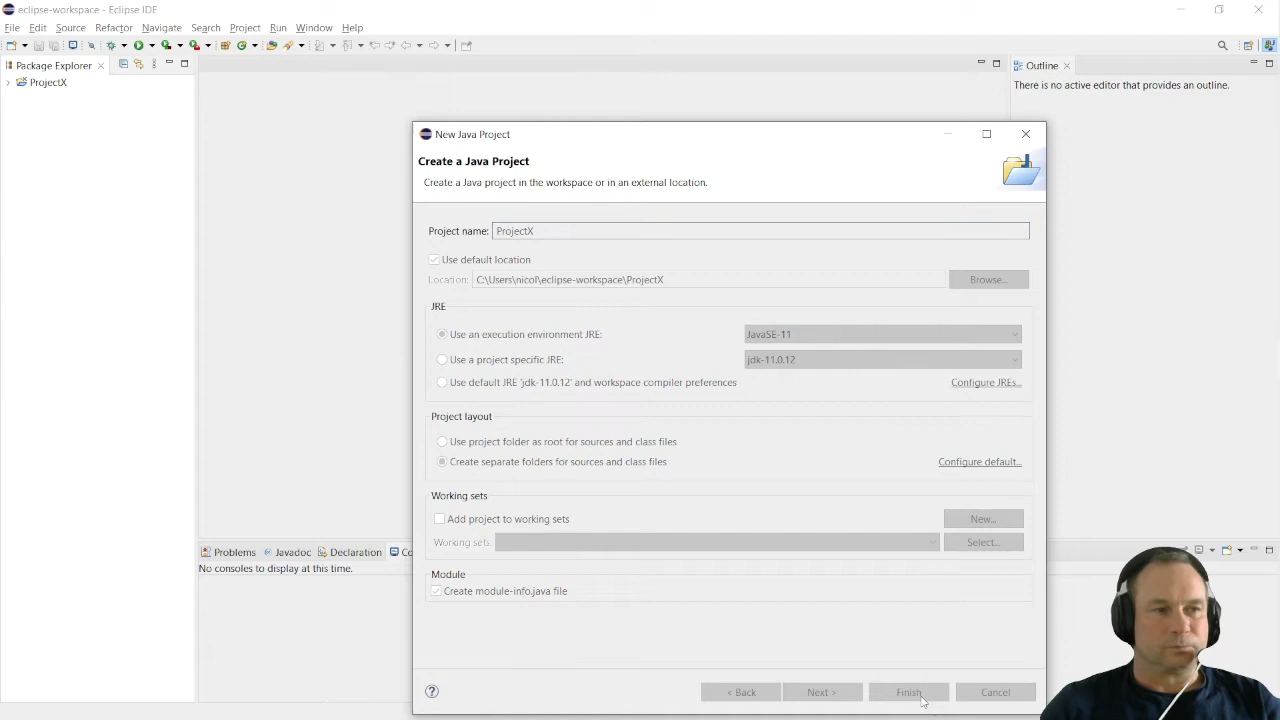 eclipse-workspace - Eclipse IDE
File Edit Source Refactor Navigate Search Project Run Window Help
Package Explorer
Outline
ProjectX
There is no active editor that provides an outline.
New Java Project
Create a Java Project
Create a Java project in the workspace or in an external location.
Project name: ProjectX
Use default location
Location: C:\Users\nicol\eclipse-workspace\ProjectX Browse...
JRE
Use an execution environment JRE: JavaSE-11
Use a project specific JRE: jdk-11.0.12
Use default JRE 'jdk-11.0.12' and workspace compiler preferences Configure JREs...
Project layout
Use project folder as root for sources and class files
Create separate folders for sources and class files Configure default...
Working sets
Add project to working sets New...
Working sets: Select...
Module
Create module-info.java file
Problems Javadoc Declaration Co
No consoles to display at this time.
< Back Next > Finish Cancel